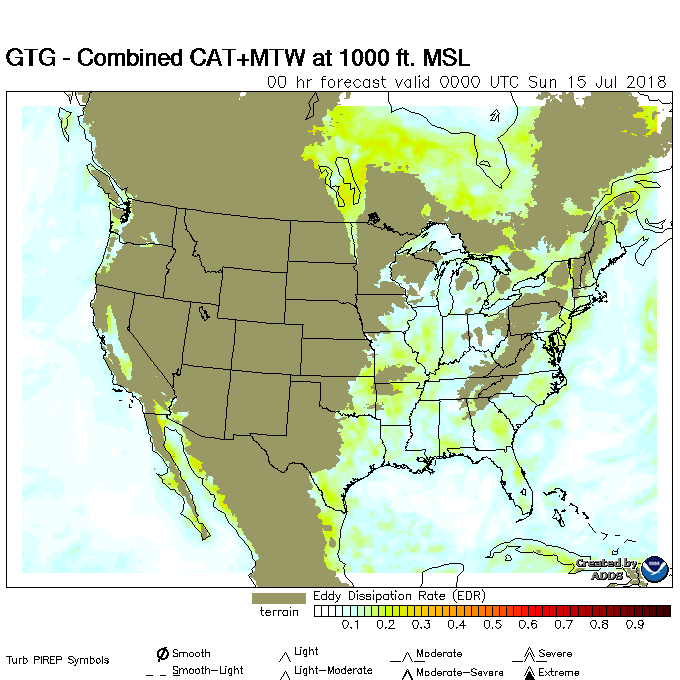 GTG - Combined CAT+MTW at 1000 ft. MSL
00 hr forecast valid 0000 UTC Sun 15 Jul 2018
Created by
ADDS
Eddy Dissipation Rate (EDR)
terrain
0.1 0.2 0.3 0.4 0.5 0.6 0.7 0.8 0.9
Turb PIREP Symbols
Smooth Light Moderate Severe
Smooth-Light Light-Moderate Moderate-Severe Extreme